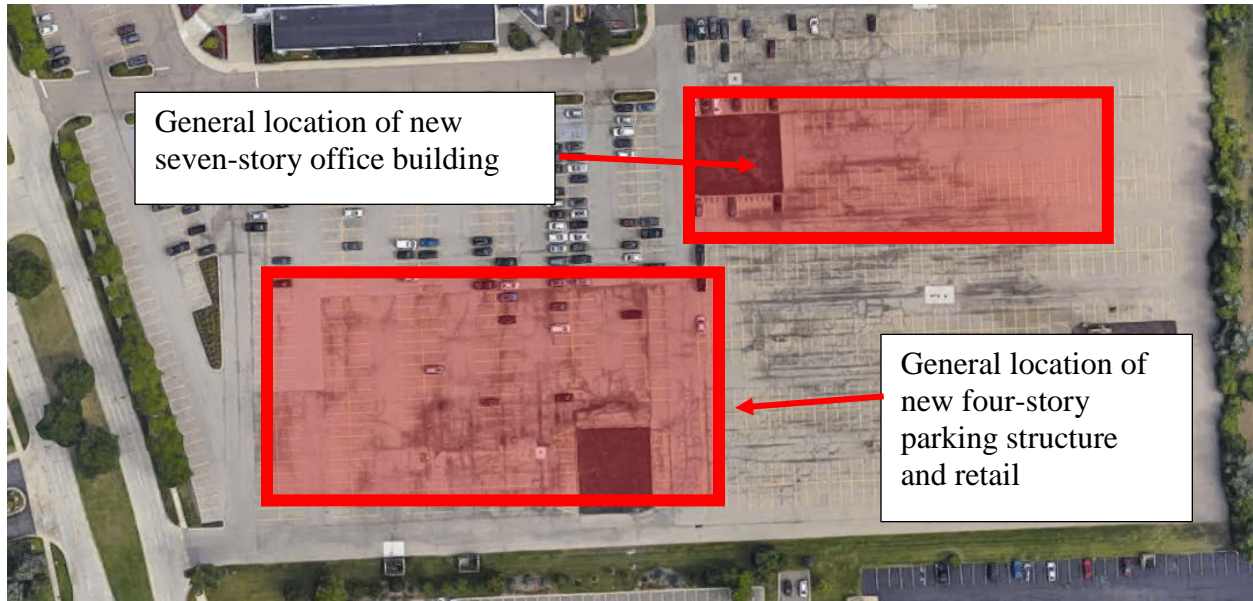 General location of new
seven-story office building
General location of
new four-story
parking structure
and retail